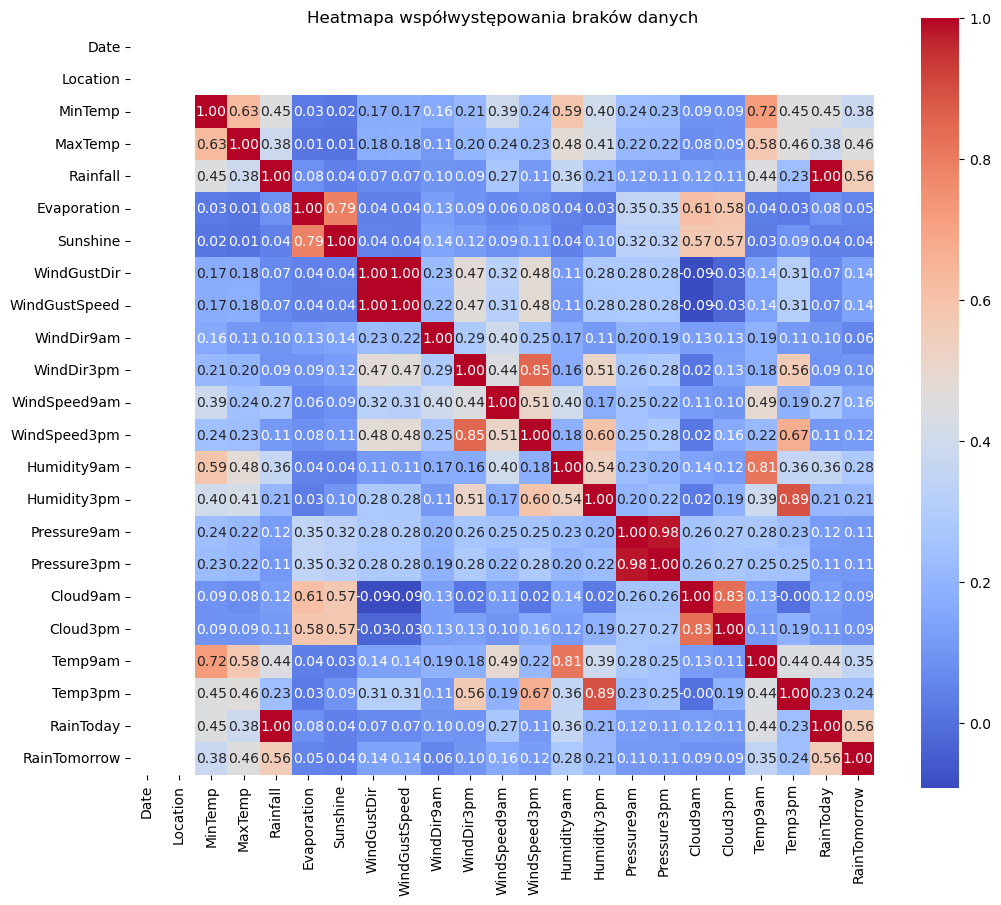 Heatmapa współwystępowania braków danych
1.0
Date
Location
MinTemp 1.00 0.63 0.45 0.03 0.02 0.17 0.17 0.16 0.21 0.39 0.24 0.59 0.40 0.24 0.23 0.09 0.09 0.72 0.45 0.45 0.38
MaxTemp 0.63 1.00 0.38 0.01 0.01 0.18 0.18 0.11 0.20 0.24 0.23 0.48 0.41 0.22 0.22 0.08 0.09 0.58 0.46 0.38 0.46
0.8
Rainfall 0.45 0.38 1.00 0.08 0.04 0.07 0.07 0.10 0.09 0.27 0.11 0.36 0.21 0.12 0.11 0.12 0.11 0.44 0.23 1.00 0.56
Evaporation 0.03 0.01 0.08 1.00 0.79 0.04 0.04 0.13 0.09 0.06 0.08 0.04 0.03 0.35 0.35 0.61 0.58 0.04 0.03 0.08 0.05
Sunshine 0.02 0.01 0.04 0.79 1.00 0.04 0.04 0.14 0.12 0.09 0.11 0.04 0.10 0.32 0.32 0.57 0.57 0.03 0.09 0.04 0.04
WindGustDir 0.17 0.18 0.07 0.04 0.04 1.00 1.00 0.23 0.47 0.32 0.48 0.11 0.28 0.28 0.28 -0.09 -0.03 0.14 0.31 0.07 0.14
0.6
WindGustSpeed 0.17 0.18 0.07 0.04 0.04 1.00 1.00 0.22 0.47 0.31 0.48 0.11 0.28 0.28 0.28 -0.09 -0.03 0.14 0.31 0.07 0.14
WindDir9am 0.16 0.11 0.10 0.13 0.14 0.23 0.22 1.00 0.29 0.40 0.25 0.17 0.11 0.20 0.19 0.13 0.13 0.19 0.11 0.10 0.06
WindDir3pm 0.21 0.20 0.09 0.09 0.12 0.47 0.47 0.29 1.00 0.44 0.85 0.16 0.51 0.26 0.28 0.02 0.13 0.18 0.56 0.09 0.10
WindSpeed9am 0.39 0.24 0.27 0.06 0.09 0.32 0.31 0.40 0.44 1.00 0.51 0.40 0.17 0.25 0.22 0.11 0.10 0.49 0.19 0.27 0.16
0.4
WindSpeed3pm 0.24 0.23 0.11 0.08 0.11 0.48 0.48 0.25 0.85 0.51 1.00 0.18 0.60 0.25 0.28 0.02 0.16 0.22 0.67 0.11 0.12
Humidity9am 0.59 0.48 0.36 0.04 0.04 0.11 0.11 0.17 0.16 0.40 0.18 1.00 0.54 0.23 0.20 0.14 0.12 0.81 0.36 0.36 0.28
Humidity3pm 0.40 0.41 0.21 0.03 0.10 0.28 0.28 0.11 0.51 0.17 0.60 0.54 1.00 0.20 0.22 0.02 0.19 0.39 0.89 0.21 0.21
Pressure9am 0.24 0.22 0.12 0.35 0.32 0.28 0.28 0.20 0.26 0.25 0.25 0.23 0.20 1.00 0.98 0.26 0.27 0.28 0.23 0.12 0.11
0.2
Pressure3pm 0.23 0.22 0.11 0.35 0.32 0.28 0.28 0.19 0.28 0.22 0.28 0.20 0.22 0.98 1.00 0.26 0.27 0.25 0.25 0.11 0.11
Cloud9am 0.09 0.08 0.12 0.61 0.57 -0.09 -0.09 0.13 0.02 0.11 0.02 0.14 0.02 0.26 0.26 1.00 0.83 0.13 -0.00 0.12 0.09
Cloud3pm 0.09 0.09 0.11 0.58 0.57 -0.03 -0.03 0.13 0.13 0.10 0.16 0.12 0.19 0.27 0.27 0.83 1.00 0.11 0.19 0.11 0.09
Temp9am 0.72 0.58 0.44 0.04 0.03 0.14 0.14 0.19 0.18 0.49 0.22 0.81 0.39 0.28 0.25 0.13 0.11 1.00 0.44 0.44 0.35
Temp3pm 0.45 0.46 0.23 0.03 0.09 0.31 0.31 0.11 0.56 0.19 0.67 0.36 0.89 0.23 0.25 -0.00 0.19 0.44 1.00 0.23 0.24
0.0
RainToday 0.45 0.38 1.00 0.08 0.04 0.07 0.07 0.10 0.09 0.27 0.11 0.36 0.21 0.12 0.11 0.12 0.11 0.44 0.23 1.00 0.56
RainTomorrow 0.38 0.46 0.56 0.05 0.04 0.14 0.14 0.06 0.10 0.16 0.12 0.28 0.21 0.11 0.11 0.09 0.09 0.35 0.24 0.56 1.00
Date
Location
MinTemp
MaxTemp
Rainfall
Evaporation
Sunshine
WindGustDir
WindGustSpeed
WindDir9am
WindDir3pm
WindSpeed9am
WindSpeed3pm
Humidity9am
Humidity3pm
Pressure9am
Pressure3pm
Cloud9am
Cloud3pm
Temp9am
Temp3pm
RainToday
RainTomorrow